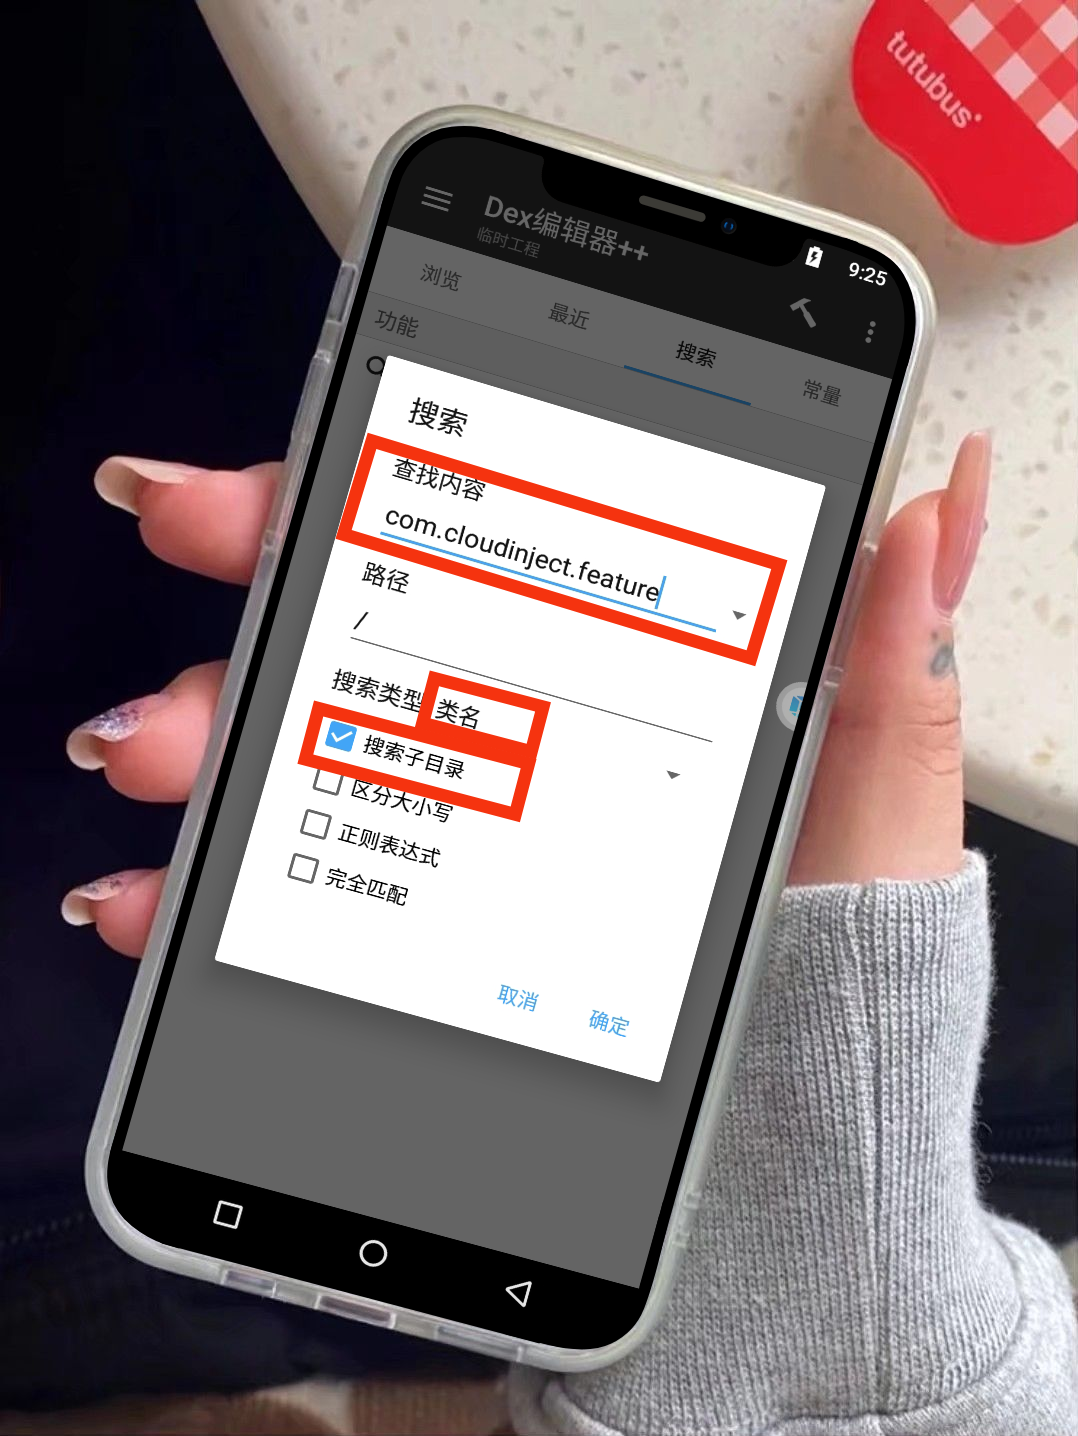 tutubus
9:25
Dex编辑器++
临时工程
浏览
最近
搜索
常量
功能
搜索
查找内容
com.cloudinject.feature
路径
/
搜索类型
类名
搜索子目录
区分大小写
正则表达式
完全匹配
取消
确定